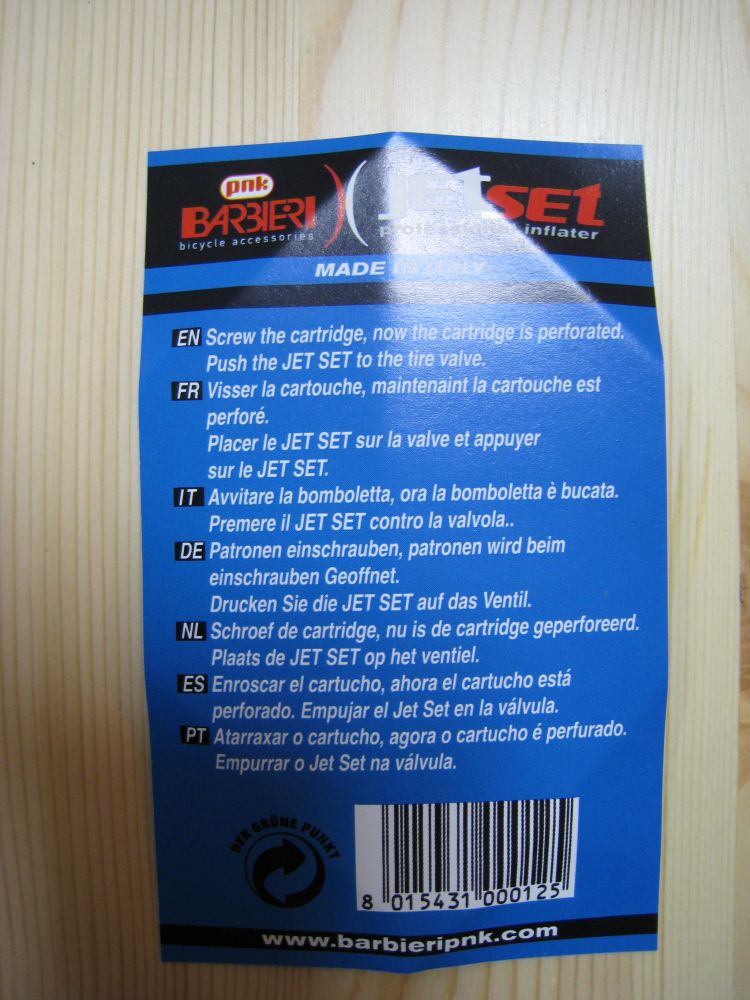 pnk
BARBIERI
bicycle accessories
JETSET
professional inflater
MADE IN ITALY
EN Screw the cartridge, now the cartridge is perforated.
Push the JET SET to the tire valve.
FR Visser la cartouche, maintenaint la cartouche est
perforé.
Placer le JET SET sur la valve et appuyer
sur le JET SET.
IT Avvitare la bomboletta, ora la bomboletta è bucata.
Premere il JET SET contro la valvola..
DE Patronen einschrauben, patronen wird beim
einschrauben Geoffnet.
Drucken Sie die JET SET auf das Ventil.
NL Schroef de cartridge, nu is de cartridge geperforeerd.
Plaats de JET SET op het ventiel.
ES Enroscar el cartucho, ahora el cartucho está
perforado. Empujar el Jet Set en la válvula.
PT Atarraxar o cartucho, agora o cartucho é perfurado.
Empurrar o Jet Set na válvula.
DER GRÜNE PUNKT
8 015431 000125
www.barbieripnk.com